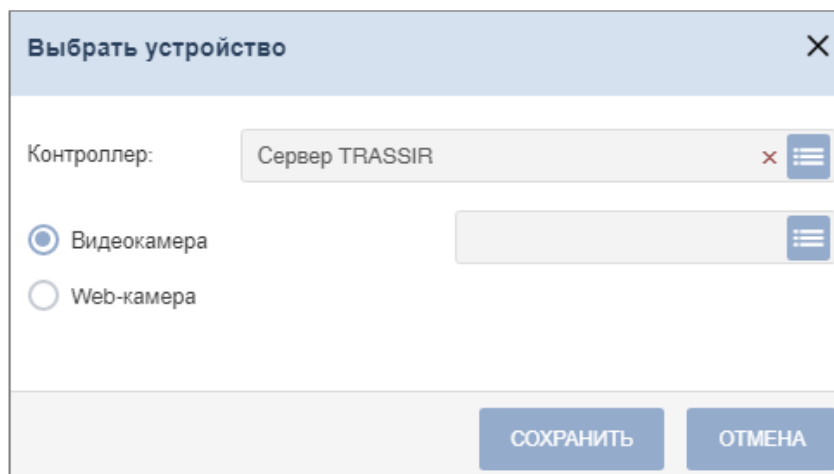 Выбрать устройство
Контроллер: Сервер TRASSIR
Видеокамера
Web-камера
СОХРАНИТЬ ОТМЕНА